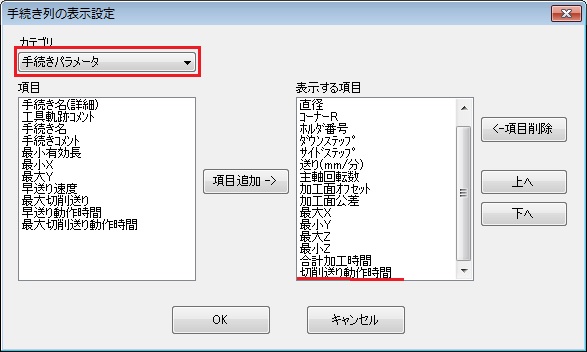 手続き列の表示設定
カテゴリ
手続きパラメータ
項目
手続き名(詳細)
工具軌跡コメント
手続き名
手続きコメント
最小有効長
最小X
最大Y
早送り速度
最大切削送り
早送り動作時間
最大切削送り動作時間
項目追加 ->
表示する項目
直径
コーナーR
ホルダ番号
ダウンステップ
サイドステップ
送り(mm/分)
主軸回転数
加工面オフセット
加工面公差
最大X
最小Y
最大Z
最小Z
合計加工時間
切削送り動作時間
<-項目削除
上へ
下へ
OK
キャンセル